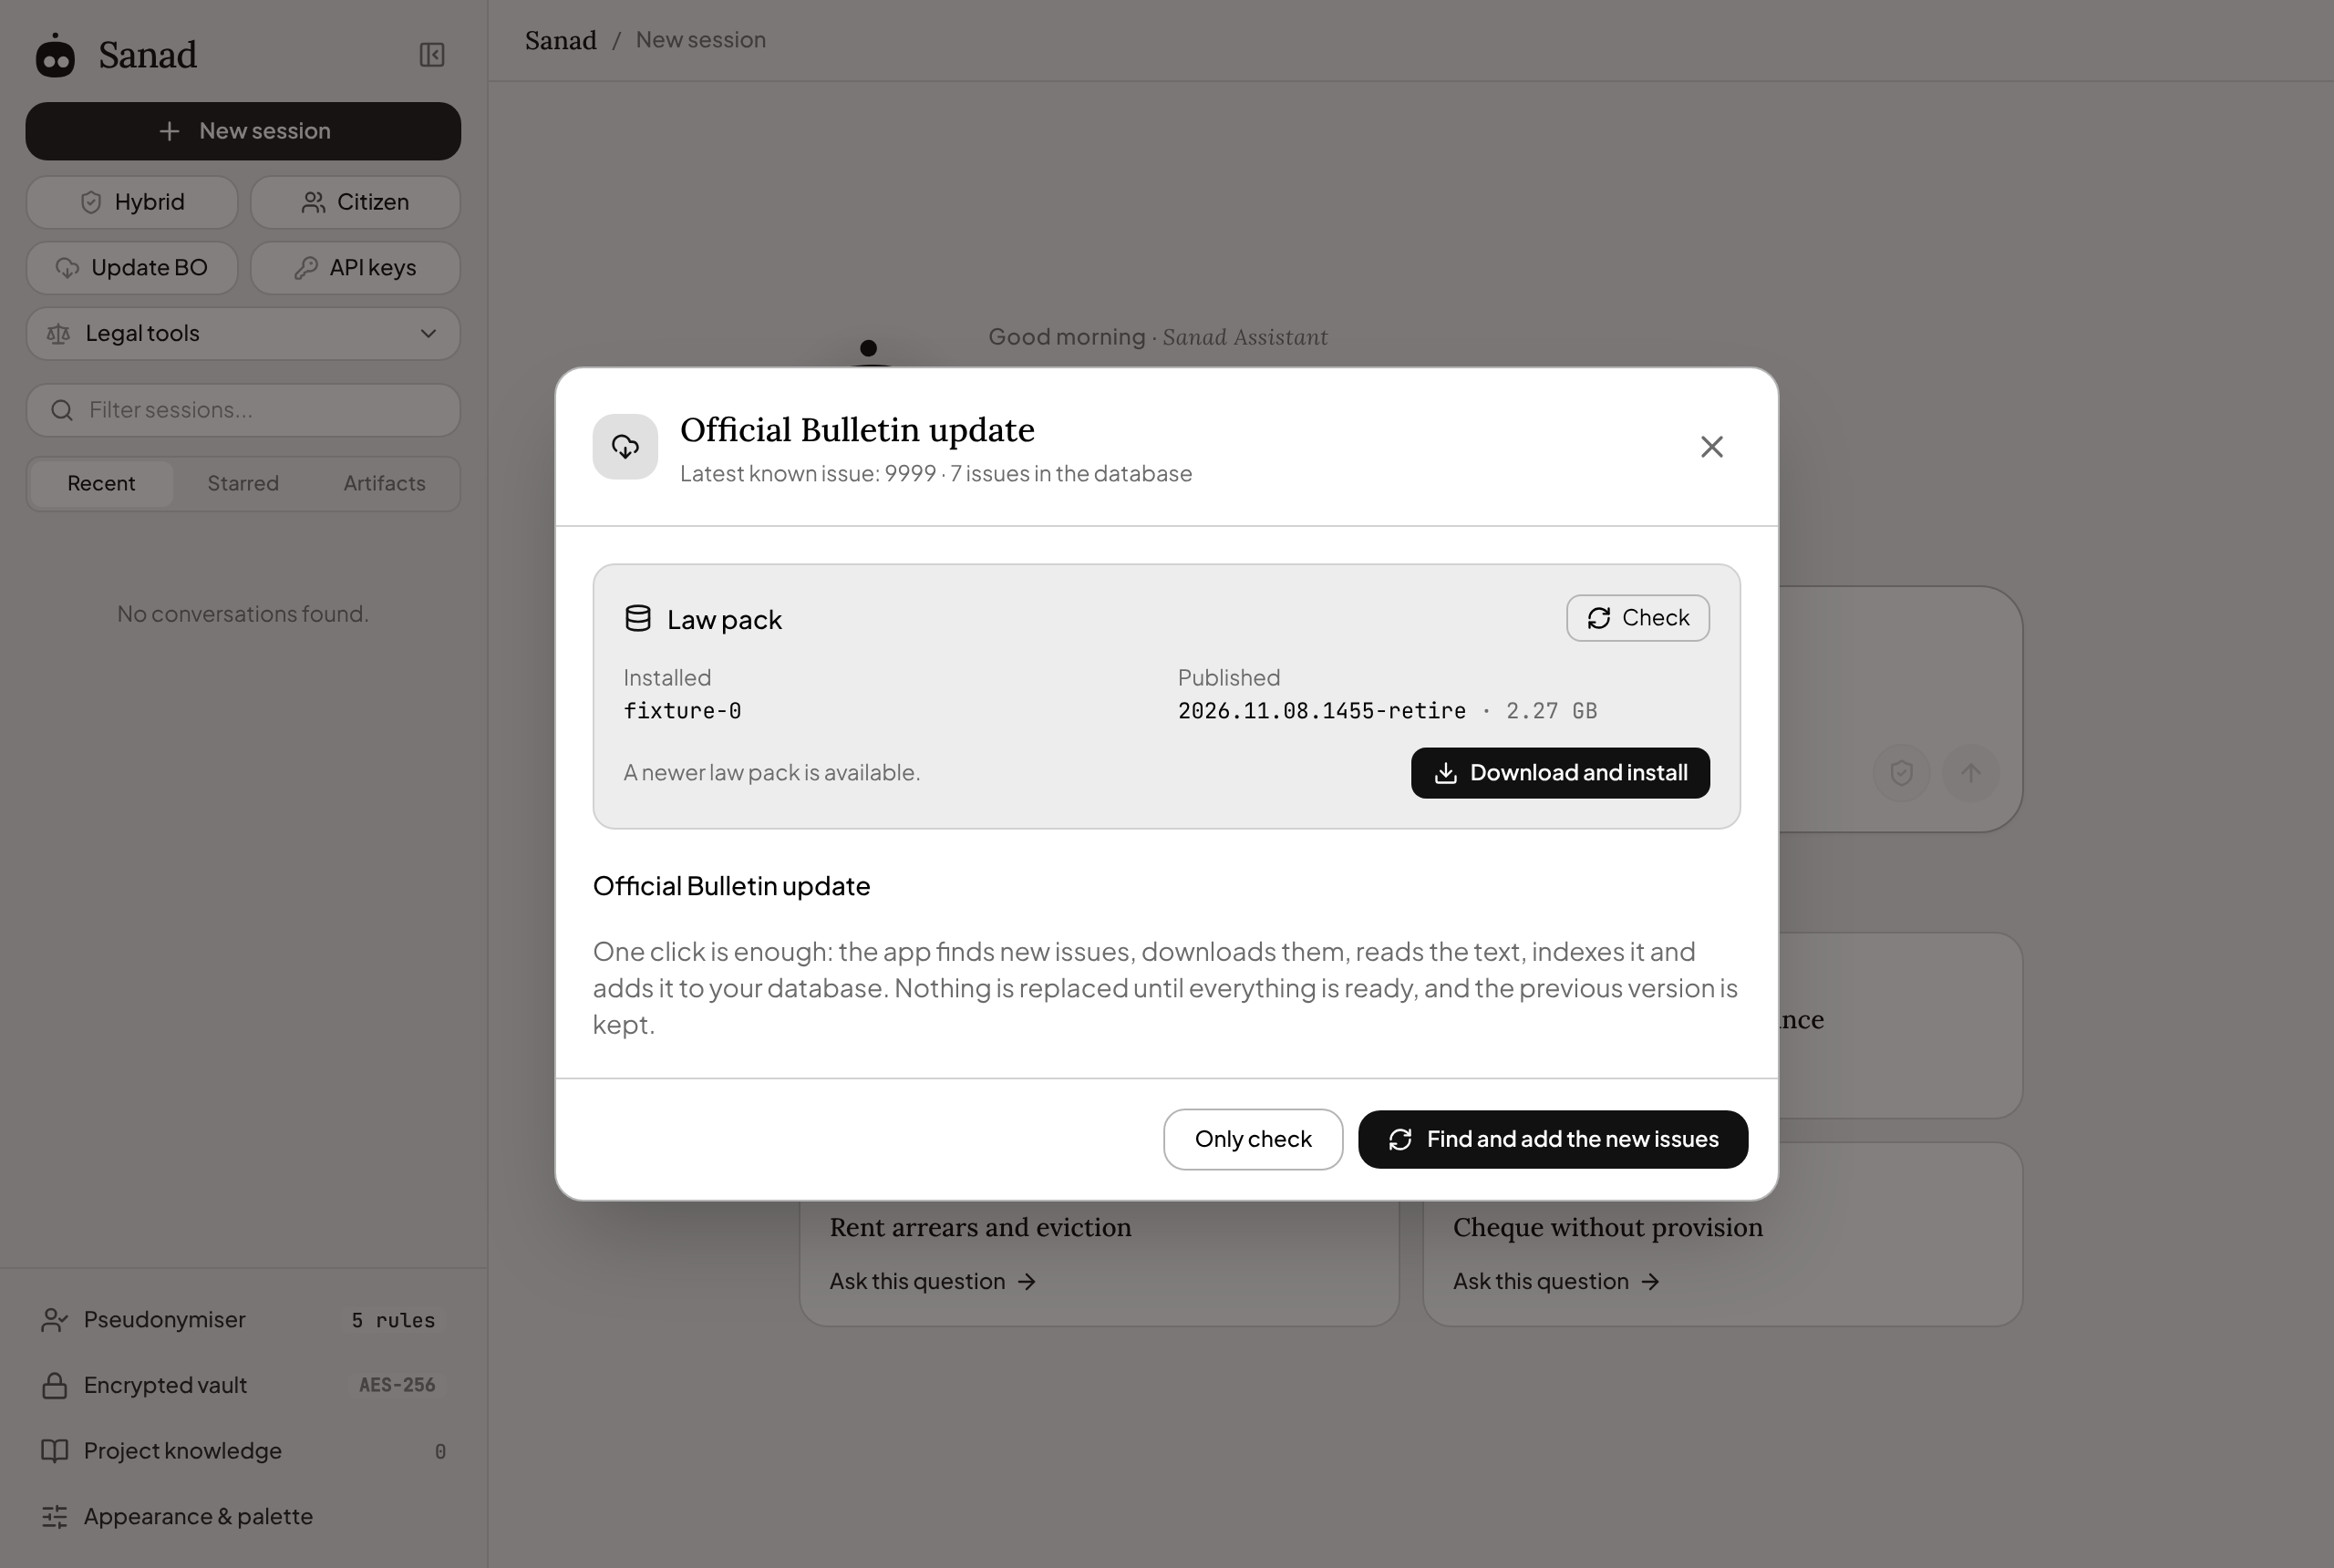 Sanad
New session
Hybrid
Citizen
Update BO
API keys
Legal tools
Filter sessions...
Recent
Starred
Artifacts
No conversations found.
Pseudonymiser
5 rules
Encrypted vault
AES-256
Project knowledge
0
Appearance & palette
Sanad / New session
Good morning · Sanad Assistant
Official Bulletin update
Latest known issue: 9999 · 7 issues in the database
Law pack
Check
Installed
Published
fixture-0
2026.11.08.1455-retire · 2.27 GB
A newer law pack is available.
Download and install
Official Bulletin update
One click is enough: the app finds new issues, downloads them, reads the text, indexes it and
adds it to your database. Nothing is replaced until everything is ready, and the previous version is
kept.
Only check
Find and add the new issues
Rent arrears and eviction
Ask this question
Cheque without provision
Ask this question